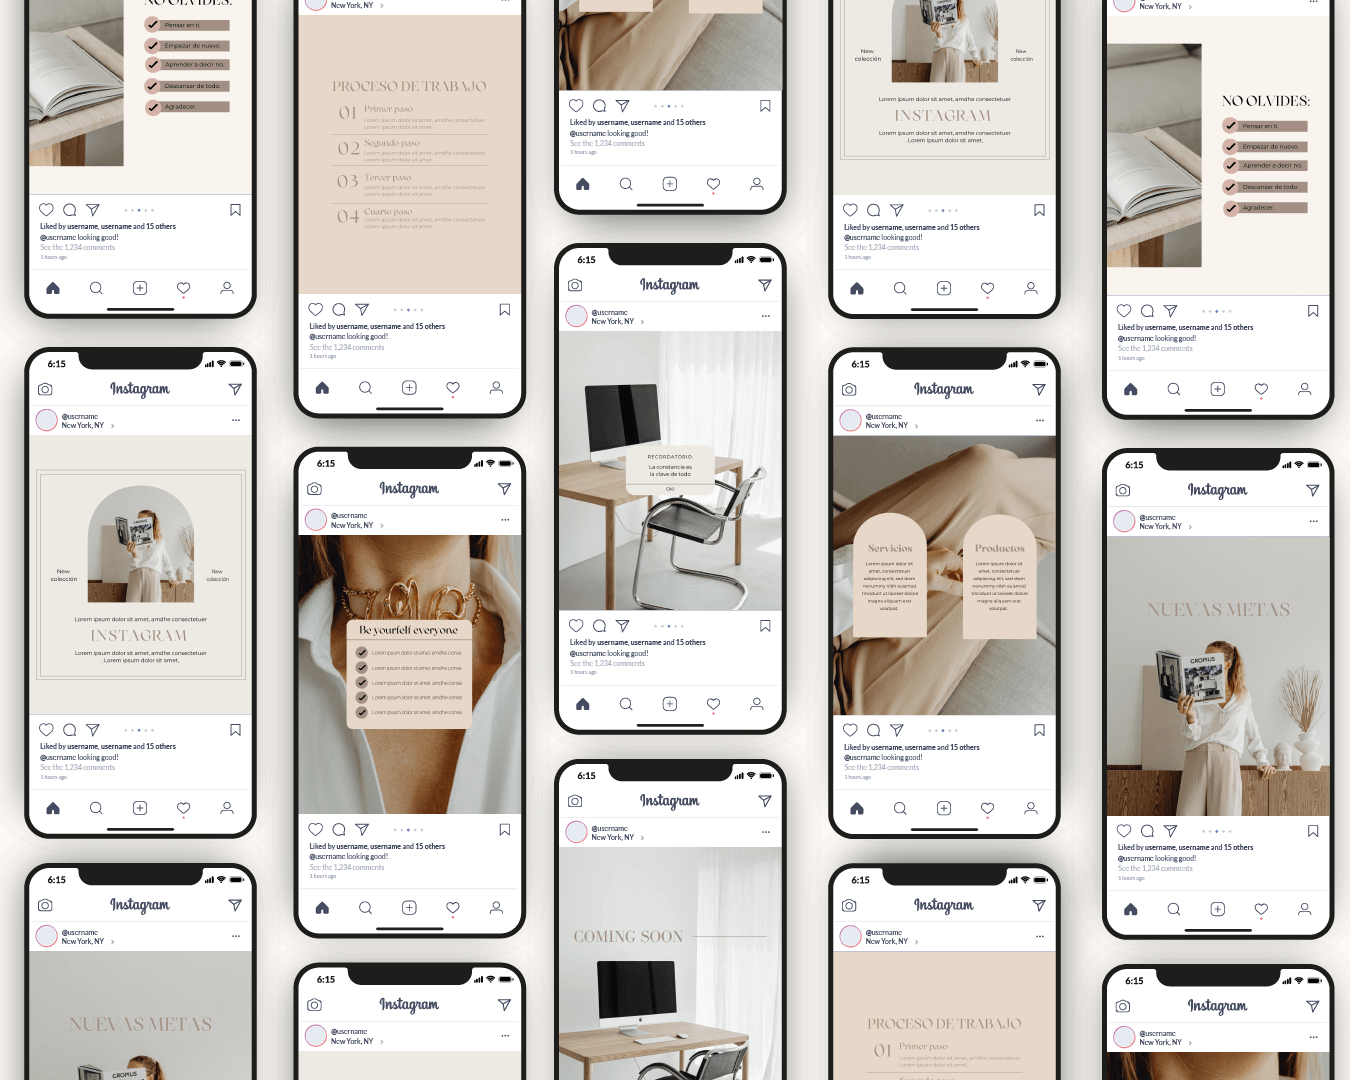 NO OLVIDES:
Pensar en ti.
Empezar de nuevo.
Aprender a decir no.
Descansar de todo.
Agradecer.
Liked by username, username and 15 others
@username looking good!
See the 1,234 comments
1 hours ago
6:15
Instagram
@username
New York, NY
New
colección
New
colección
GROPIUS
Lorem ipsum dolor sit amet, amdhe consectetuer
INSTAGRAM
Lorem ipsum dolor sit amet, amdhe consectetuer
. Lorem ipsum dolor sit amet,
Liked by username, username and 15 others
@username looking good!
See the 1,234 comments
1 hours ago
6:15
Instagram
@username
New York, NY
NUEVAS METAS
GROPIUS
New York, NY
PROCESO DE TRABAJO
01 Primer paso
Lorem ipsum dolor sit amet, amdhe consectetuer
Lorem ipsum dolor sit amet,
02 Segundo paso
Lorem ipsum dolor sit amet, amdhe consectetuer
Lorem ipsum dolor sit amet,
03 Tercer paso
Lorem ipsum dolor sit amet, amdhe consectetuer
Lorem ipsum dolor sit amet,
04 Cuarto paso
Lorem ipsum dolor sit amet, amdhe consectetuer
Lorem ipsum dolor sit amet,
Liked by username, username and 15 others
@username looking good!
See the 1,234 comments
1 hours ago
6:15
Instagram
@username
New York, NY
Be yourself everyone
Lorem ipsum dolor sit amet, amdhe conse
Lorem ipsum dolor sit amet, amdhe conse
Lorem ipsum dolor sit amet, amdhe conse
Lorem ipsum dolor sit amet, amdhe conse
Lorem ipsum dolor sit amet, amdhe conse
Liked by username, username and 15 others
@username looking good!
See the 1,234 comments
1 hours ago
6:15
Instagram
@username
New York, NY
Liked by username, username and 15 others
@username looking good!
See the 1,234 comments
1 hours ago
6:15
Instagram
@username
New York, NY
RECORDATORIO:
La constancia es
la clave de todo
OK!
Liked by username, username and 15 others
@username looking good!
See the 1,234 comments
1 hours ago
6:15
Instagram
@username
New York, NY
COMING SOON
New
colección
New
colección
Lorem ipsum dolor sit amet, amdhe consectetuer
INSTAGRAM
Lorem ipsum dolor sit amet, amdhe consectetuer
. Lorem ipsum dolor sit amet,
Liked by username, username and 15 others
@username looking good!
See the 1,234 comments
1 hours ago
6:15
Instagram
@username
New York, NY
Servicios
Lorem ipsum dolor sit
amet, consectetuer
adipiscing elit, sed diam
nonummy nibh euismod
tincidunt ut laoreet dolore
magna aliquam erat
volutpat.
Productos
Lorem ipsum dolor sit
amet, consectetuer
adipiscing elit, sed diam
nonummy nibh euismod
tincidunt ut laoreet dolore
magna aliquam erat
volutpat.
Liked by username, username and 15 others
@username looking good!
See the 1,234 comments
1 hours ago
6:15
Instagram
@username
New York, NY
PROCESO DE TRABAJO
01 Primer paso
Lorem ipsum dolor sit amet, amdhe consectetuer
Lorem ipsum dolor sit amet,
New York, NY
NO OLVIDES:
Pensar en ti.
Empezar de nuevo.
Aprender a decir no.
Descansar de todo.
Agradecer.
Liked by username, username and 15 others
@username looking good!
See the 1,234 comments
1 hours ago
6:15
Instagram
@username
New York, NY
NUEVAS METAS
GROPIUS
Liked by username, username and 15 others
@username looking good!
See the 1,234 comments
1 hours ago
6:15
Instagram
@username
New York, NY